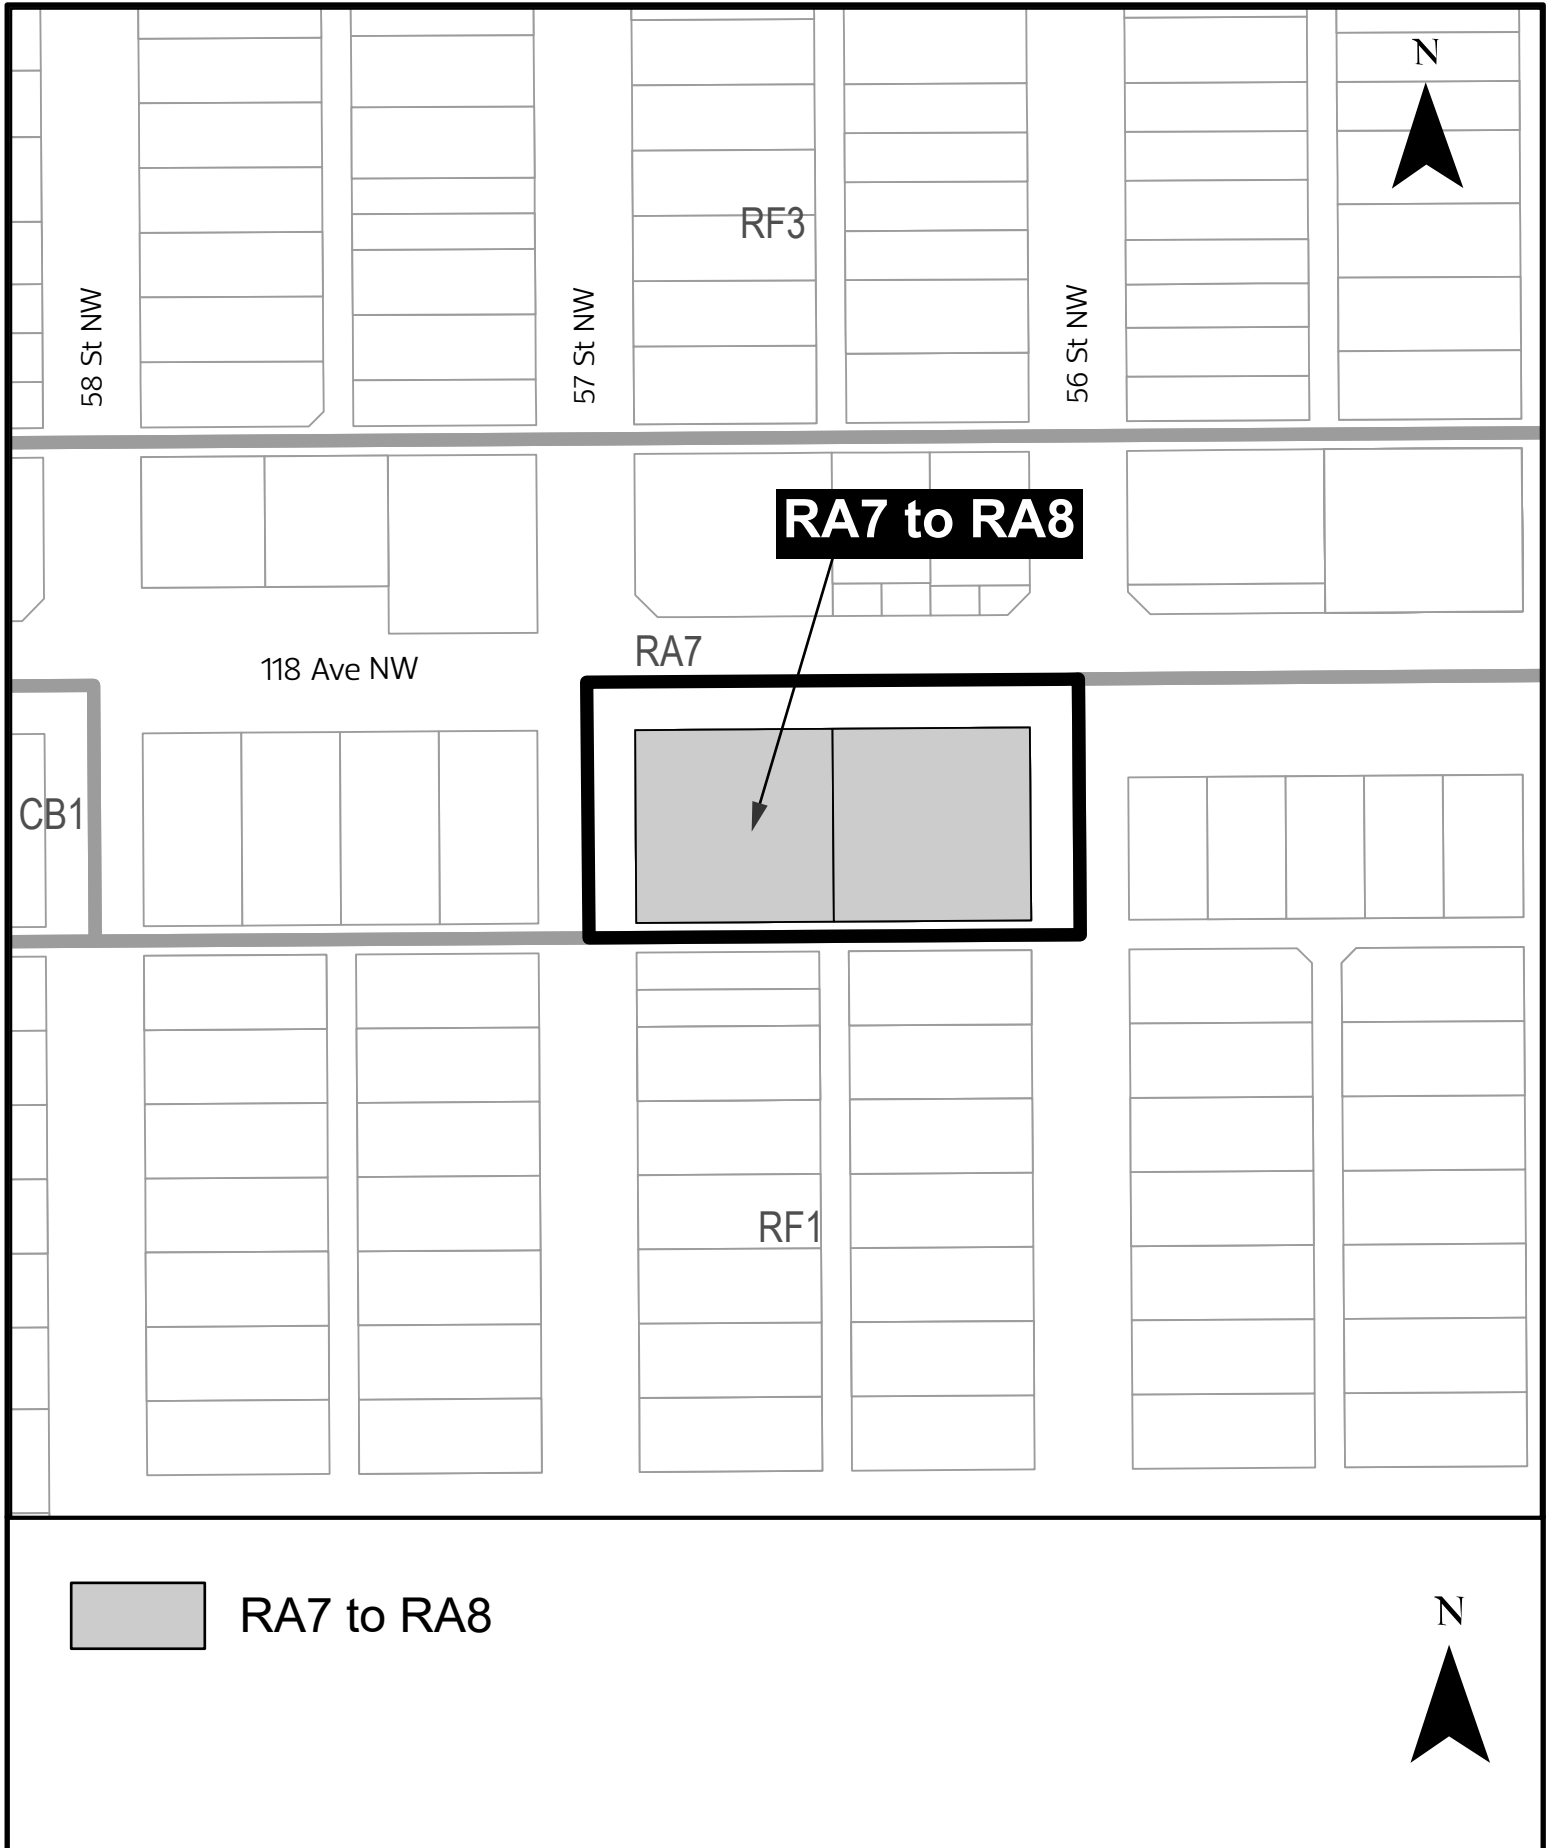 N
RF3
58 St NW
57 St NW
56 St NW
RA7 to RA8
RA7
118 Ave NW
CB1
RF1
RA7 to RA8
N